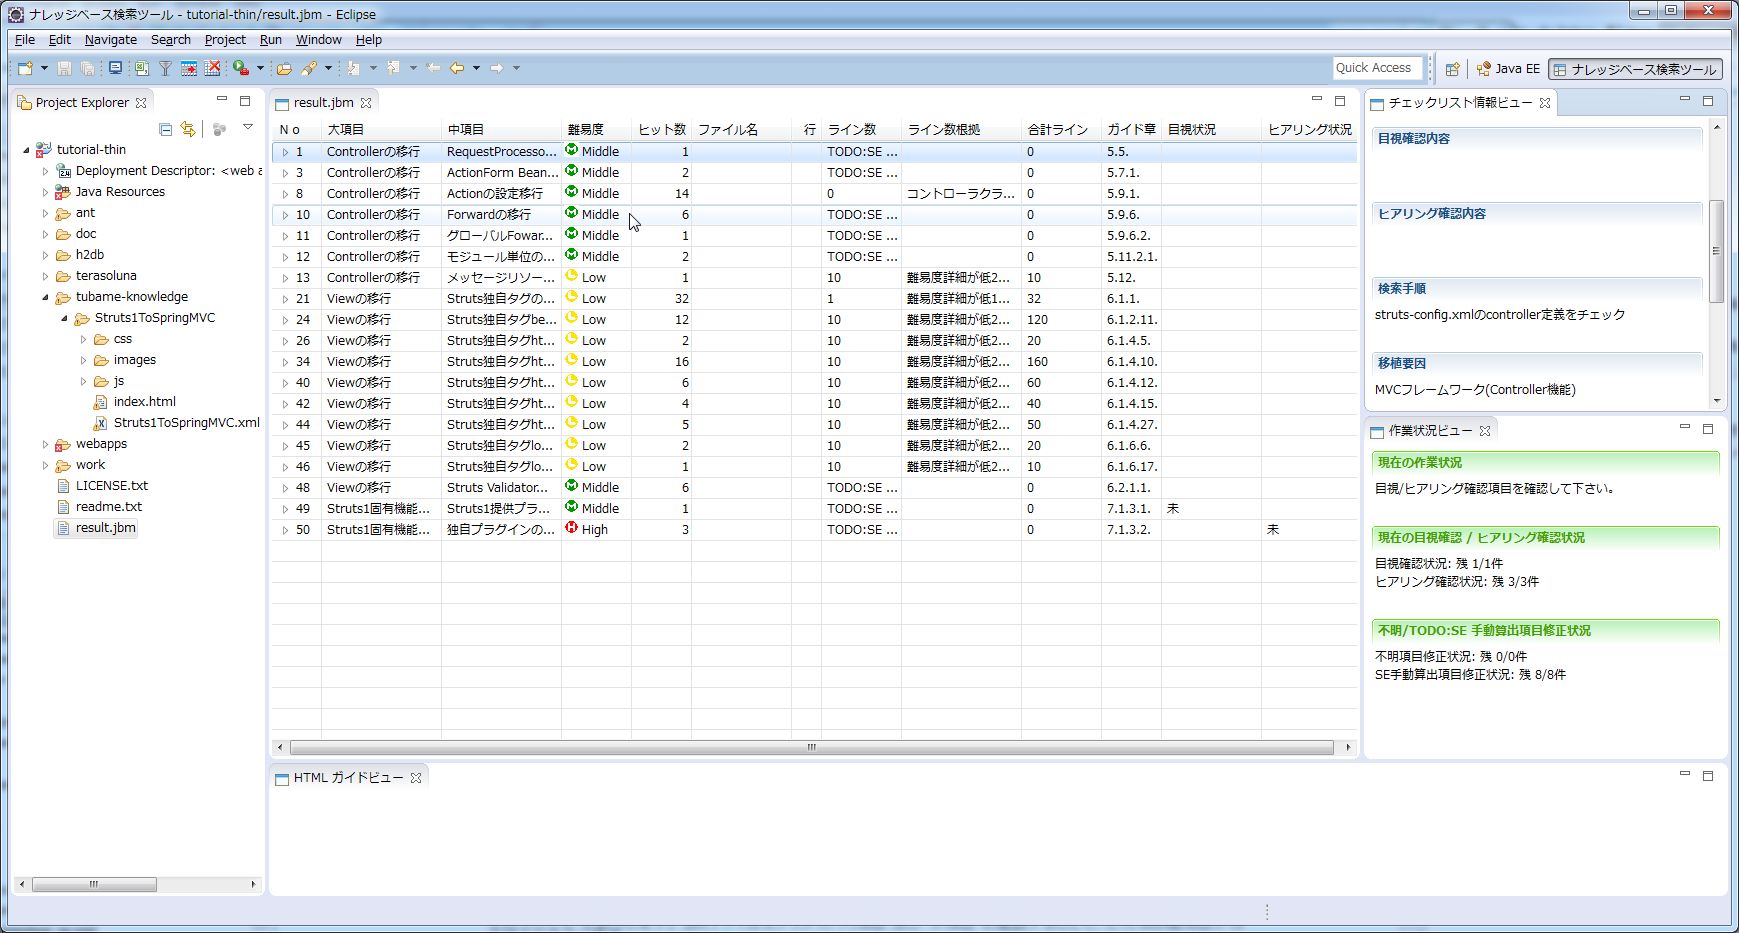 ナレッジベース検索ツール - tutorial-thin/result.jbm - Eclipse
File Edit Navigate Search Project Run Window Help
Quick Access
Java EE
ナレッジベース検索ツール
Project Explorer
tutorial-thin
Deployment Descriptor: <web a
Java Resources
ant
doc
h2db
terasoluna
tubame-knowledge
Struts1ToSpringMVC
css
images
js
index.html
Struts1ToSpringMVC.xml
webapps
work
LICENSE.txt
readme.txt
result.jbm
result.jbm
No 大項目 中項目 難易度 ヒット数 ファイル名 行 ライン数 ライン数根拠 合計ライン ガイド章 目視状況 ヒアリング状況
1 Controllerの移行 RequestProcesso... Middle 1 TODO:SE ... 0 5.5.
3 Controllerの移行 ActionForm Bean... Middle 2 TODO:SE ... 0 5.7.1.
8 Controllerの移行 Actionの設定移行 Middle 14 0 コントローラクラ... 0 5.9.1.
10 Controllerの移行 Forwardの移行 Middle 6 TODO:SE ... 0 5.9.6.
11 Controllerの移行 グローバルFowar... Middle 1 TODO:SE ... 0 5.9.6.2.
12 Controllerの移行 モジュール単位の... Middle 2 TODO:SE ... 0 5.11.2.1.
13 Controllerの移行 メッセージリソー... Low 1 10 難易度詳細が低2... 10 5.12.
21 Viewの移行 Struts独自タグの... Low 32 1 難易度詳細が低1... 32 6.1.1.
24 Viewの移行 Struts独自タグbe... Low 12 10 難易度詳細が低2... 120 6.1.2.11.
26 Viewの移行 Struts独自タグht... Low 2 10 難易度詳細が低2... 20 6.1.4.5.
34 Viewの移行 Struts独自タグht... Low 16 10 難易度詳細が低2... 160 6.1.4.10.
40 Viewの移行 Struts独自タグht... Low 6 10 難易度詳細が低2... 60 6.1.4.12.
42 Viewの移行 Struts独自タグht... Low 4 10 難易度詳細が低2... 40 6.1.4.15.
44 Viewの移行 Struts独自タグht... Low 5 10 難易度詳細が低2... 50 6.1.4.27.
45 Viewの移行 Struts独自タグlo... Low 2 10 難易度詳細が低2... 20 6.1.6.6.
46 Viewの移行 Struts独自タグlo... Low 1 10 難易度詳細が低2... 10 6.1.6.17.
48 Viewの移行 Struts Validator... Middle 6 TODO:SE ... 0 6.2.1.1.
49 Struts1固有機能... Struts1提供プラ... Middle 1 TODO:SE ... 0 7.1.3.1. 未
50 Struts1固有機能... 独自プラグインの... High 3 TODO:SE ... 0 7.1.3.2. 未
HTML ガイドビュー
チェックリスト情報ビュー
目視確認内容
ヒアリング確認内容
検索手順
struts-config.xmlのcontroller定義をチェック
移植要因
MVCフレームワーク(Controller機能)
作業状況ビュー
現在の作業状況
目視/ヒアリング確認項目を確認して下さい。
現在の目視確認 / ヒアリング確認状況
目視確認状況: 残 1/1件
ヒアリング確認状況: 残 3/3件
不明/TODO:SE 手動算出項目修正状況
不明項目修正状況: 残 0/0件
SE手動算出項目修正状況: 残 8/8件